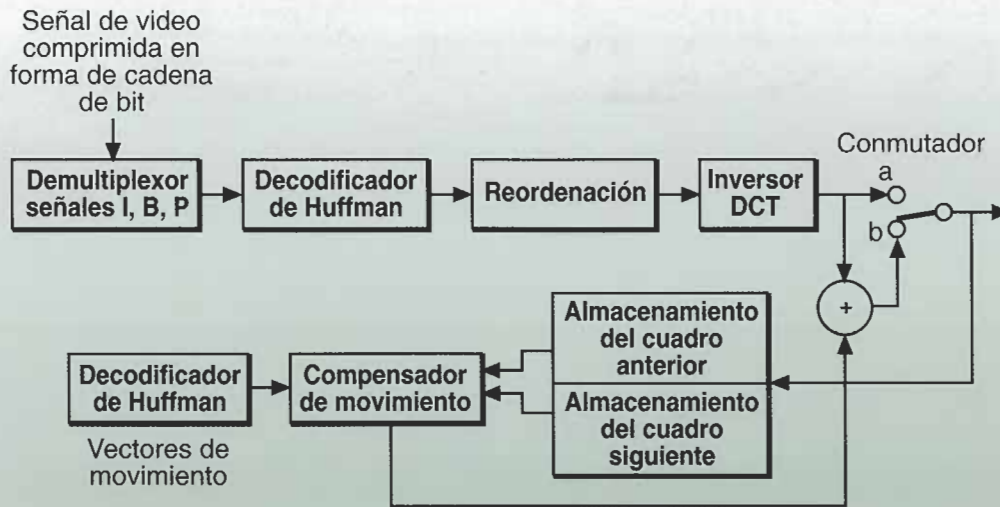 Señal de video
comprimida en
forma de cadena
de bit
Demultiplexor
señales I, B, P
Decodificador
de Huffman
Reordenación
Inversor
DCT
Conmutador
a
b
+
Almacenamiento
del cuadro
anterior
Almacenamiento
del cuadro
siguiente
Compensador
de movimiento
Decodificador
de Huffman
Vectores de
movimiento